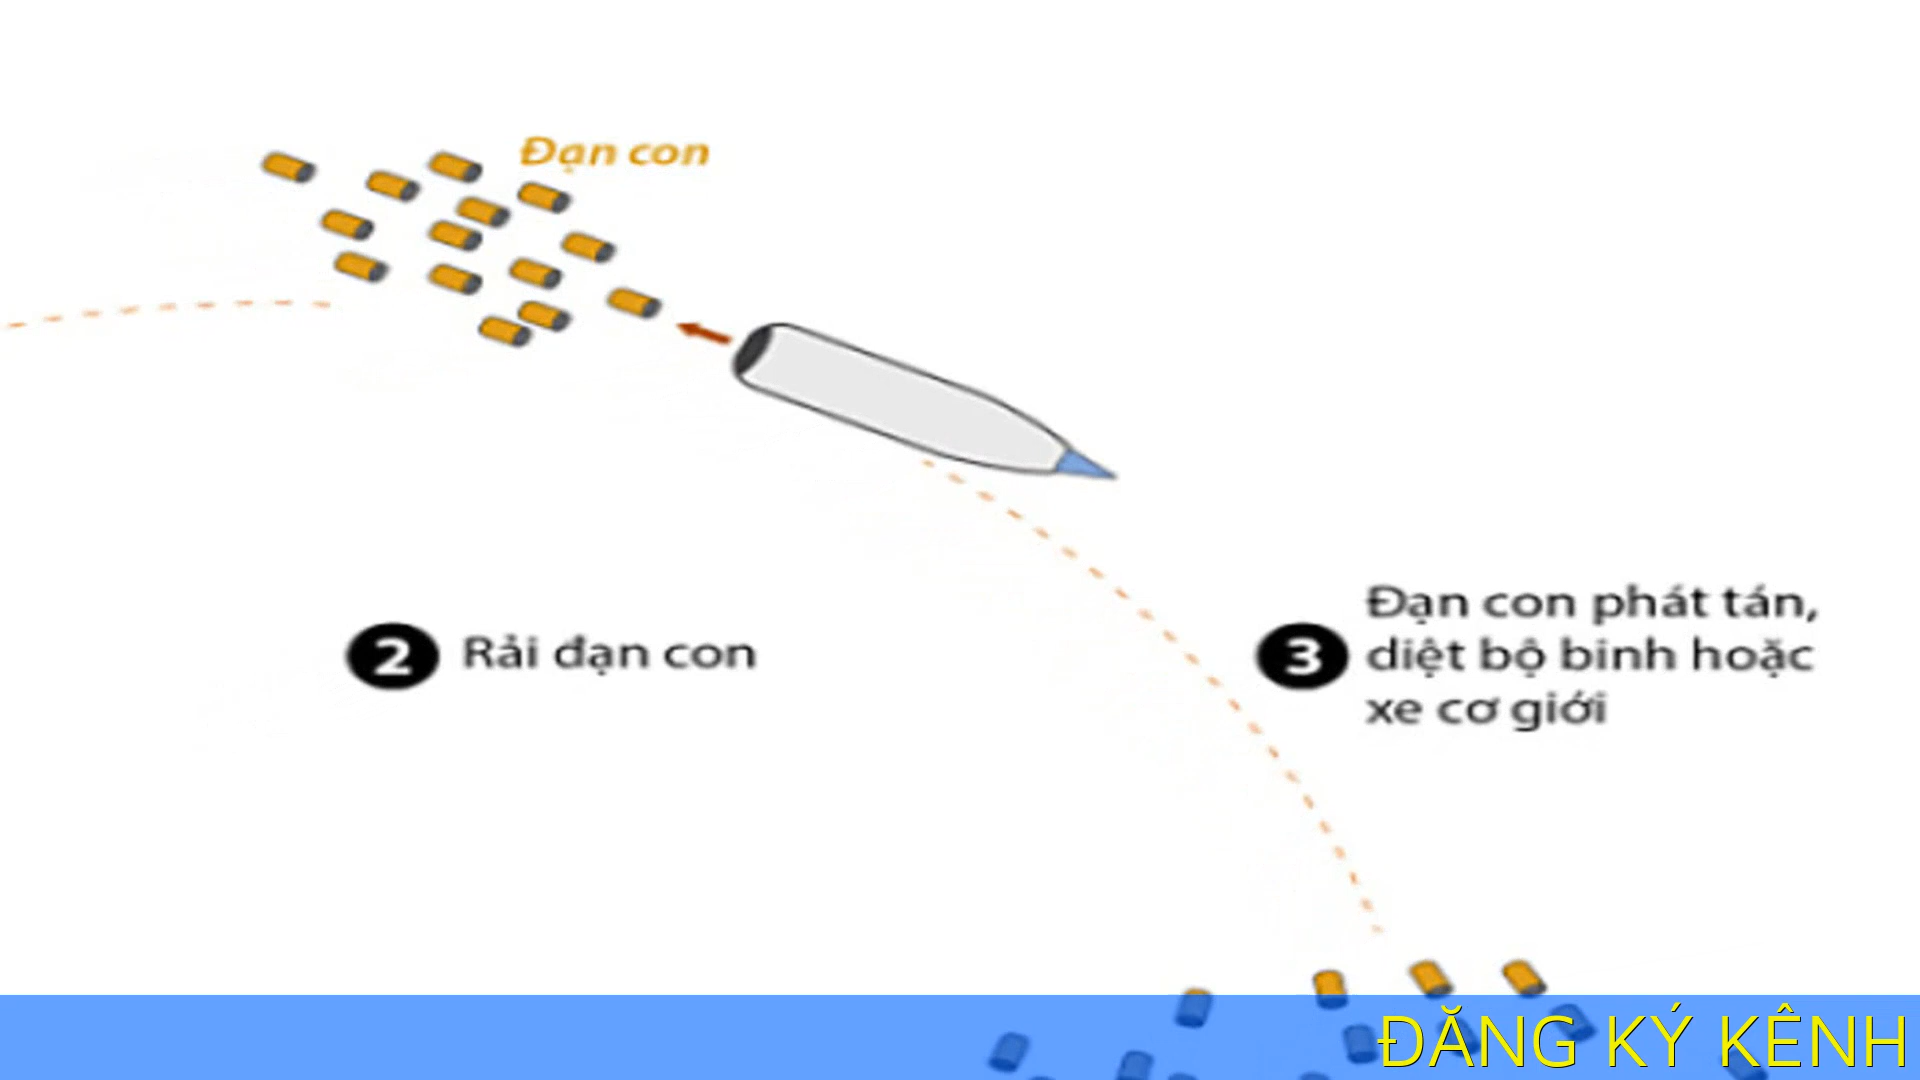 Đạn con
2 Rải đạn con
3 Đạn con phát tán,
diệt bộ binh hoặc
xe cơ giới
ĐĂNG KÝ KÊNH